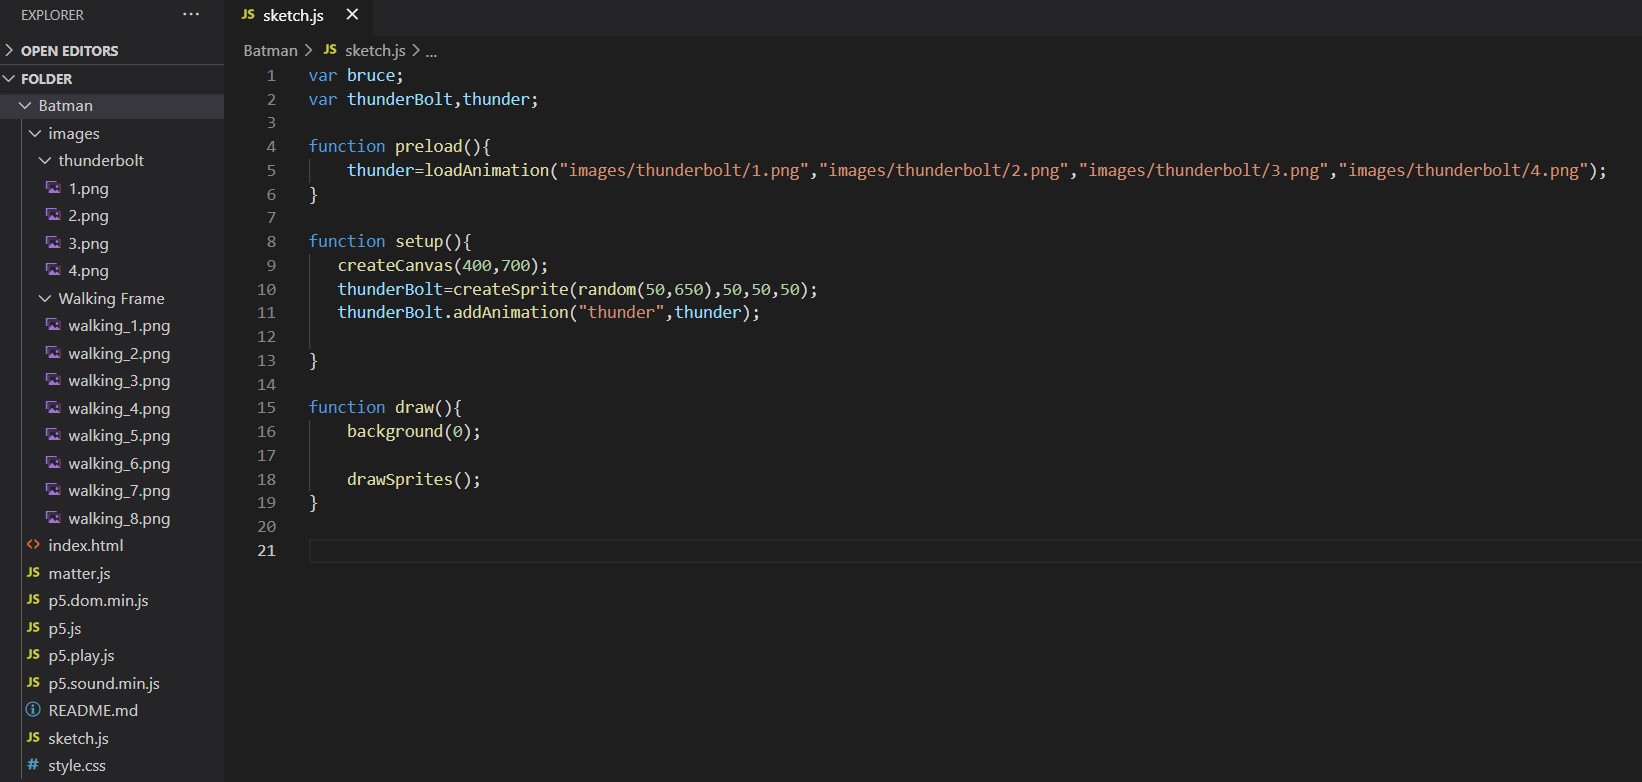 EXPLORER ...
OPEN EDITORS
FOLDER
Batman
images
thunderbolt
1.png
2.png
3.png
4.png
Walking Frame
walking_1.png
walking_2.png
walking_3.png
walking_4.png
walking_5.png
walking_6.png
walking_7.png
walking_8.png
<> index.html
JS matter.js
JS p5.dom.min.js
JS p5.js
JS p5.play.js
JS p5.sound.min.js
README.md
JS sketch.js
# style.css
JS sketch.js ×
Batman > JS sketch.js > ...
1 var bruce;
2 var thunderBolt,thunder;
3
4 function preload(){
5 thunder=loadAnimation("images/thunderbolt/1.png","images/thunderbolt/2.png","images/thunderbolt/3.png","images/thunderbolt/4.png");
6 }
7
8 function setup(){
9 createCanvas(400,700);
10 thunderBolt=createSprite(random(50,650),50,50,50);
11 thunderBolt.addAnimation("thunder",thunder);
12
13 }
14
15 function draw(){
16 background(0);
17
18 drawSprites();
19 }
20
21